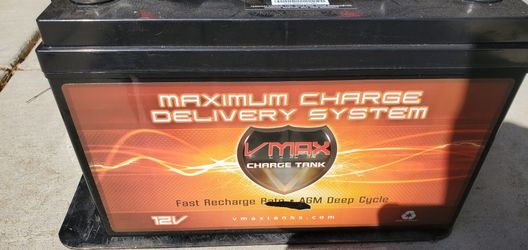 MAXIMUM CHARGE
DELIVERY SYSTEM
VMAX
CHARGE TANK
Fast Recharge Rate • AGM Deep Cycle
12V
vmaxtanks.com